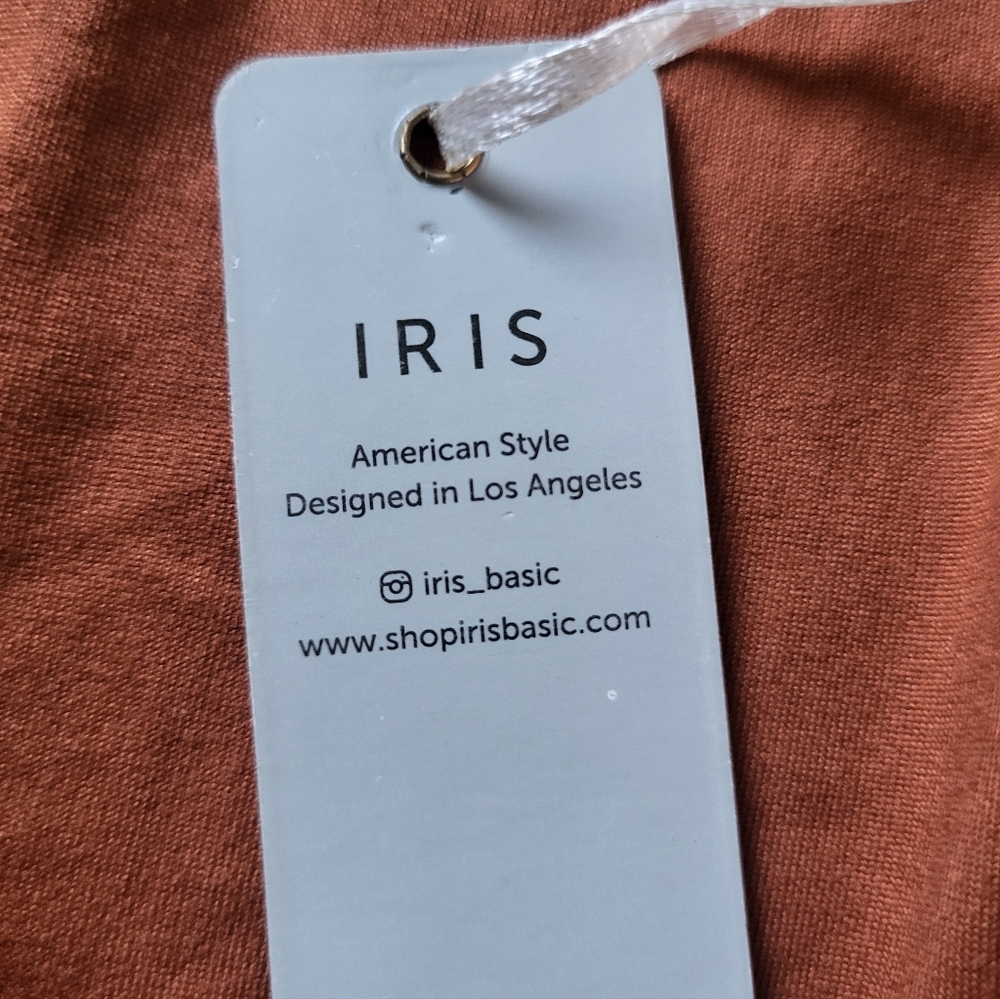 IRIS
American Style
Designed in Los Angeles
iris_basic
www.shopirisbasic.com